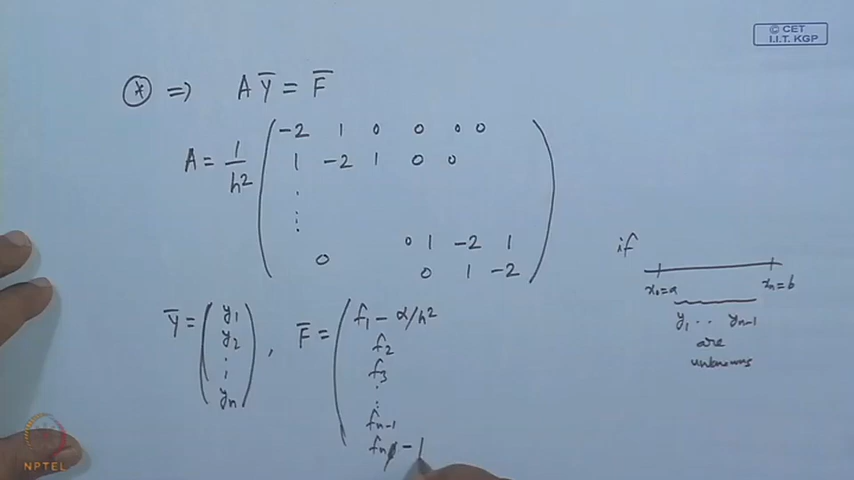 © CET
I.I.T. KGP
* ⇒ A Y̅ = F̅
A = 1/h²
-2 1 0 0 0 0
1 -2 1 0 0
⋮
0 1 -2 1
0 0 1 -2
if
x₀=a xₙ=b
y₁ .. yₙ₋₁
are
unknowns
Y̅ = ( y₁ y₂ ⋮ yₙ ) , F̅ =
f₁ - α/h²
f₂
f₃
⋮
fₙ₋₁
fₙ -
NPTEL